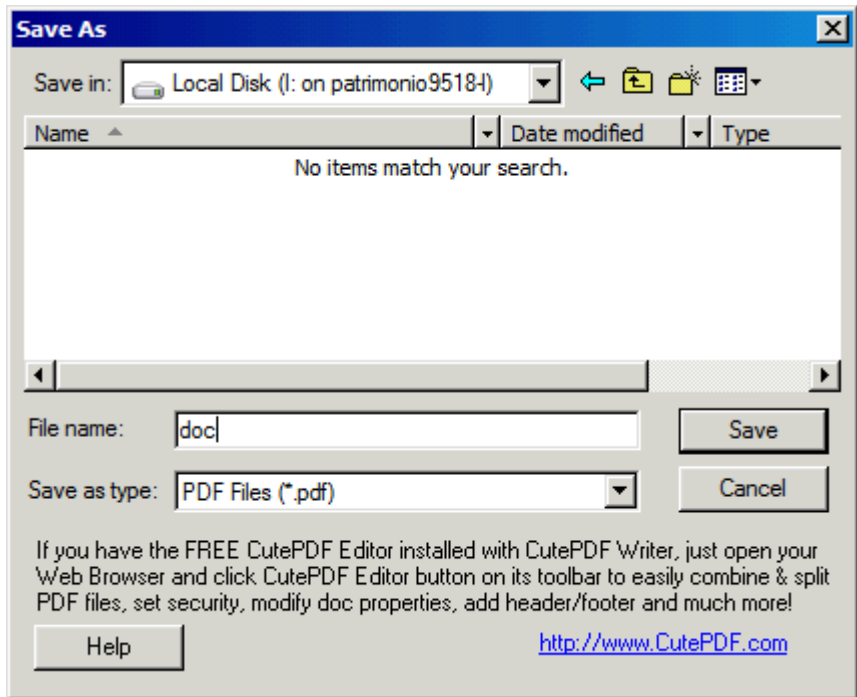 Save As
Save in: Local Disk (I: on patrimonio9518-l)
Name Date modified Type
No items match your search.
File name: doc Save
Save as type: PDF Files (*.pdf) Cancel
If you have the FREE CutePDF Editor installed with CutePDF Writer, just open your
Web Browser and click CutePDF Editor button on its toolbar to easily combine & split
PDF files, set security, modify doc properties, add header/footer and much more!
Help http://www.CutePDF.com